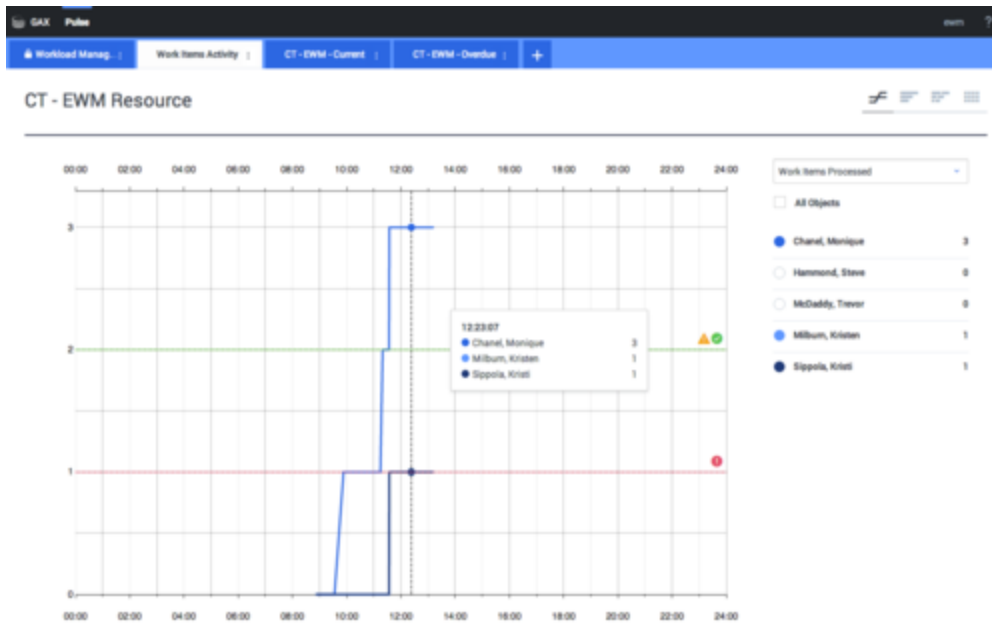 GAX Pulse ewm ?
Workload Manag... Work Items Activity CT - EWM - Current CT - EWM - Overdue +
CT - EWM Resource
00:00 02:00 04:00 06:00 08:00 10:00 12:00 14:00 16:00 18:00 20:00 22:00 24:00
Work Items Processed
All Objects
3
Chanel, Monique 3
Hammond, Steve 0
McDaddy, Trevor 0
12:23:07
Chanel, Monique 3
Milburn, Kristen 1
Sippola, Kristi 1
2
Milburn, Kristen 1
Sippola, Kristi 1
1
0
00:00 02:00 04:00 06:00 08:00 10:00 12:00 14:00 16:00 18:00 20:00 22:00 24:00